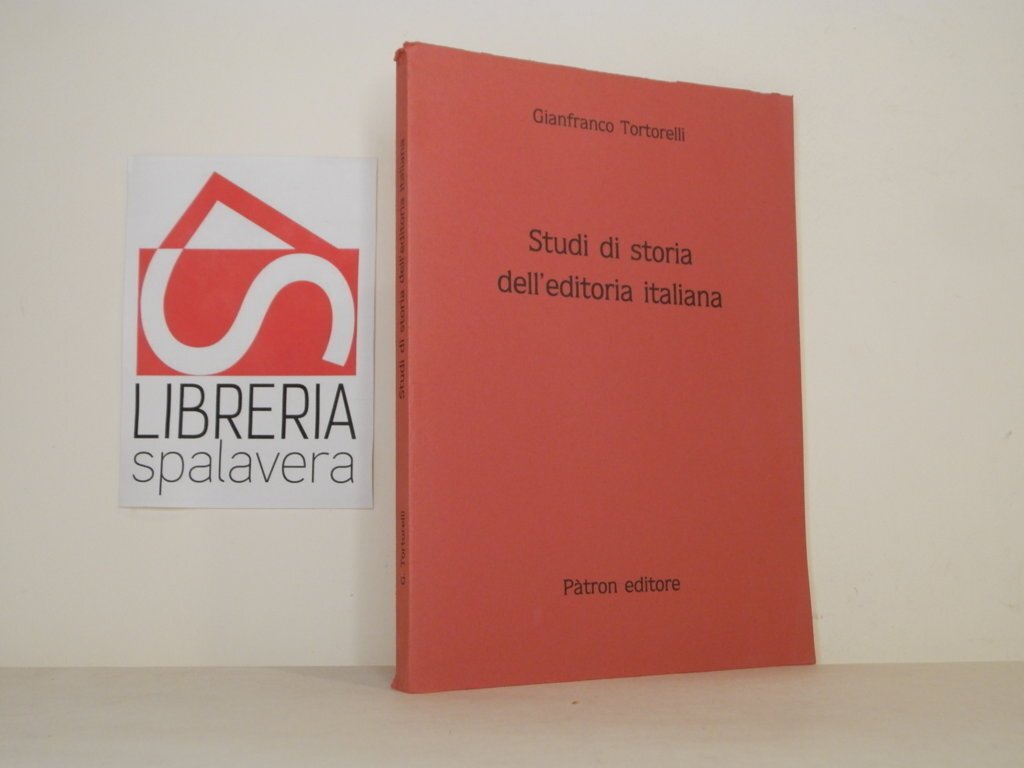 LIBRERIA
spalavera
Studi di storia dell'editoria italiana
G. Tortorelli
Gianfranco Tortorelli
Studi di storia
dell'editoria italiana
Pàtron editore